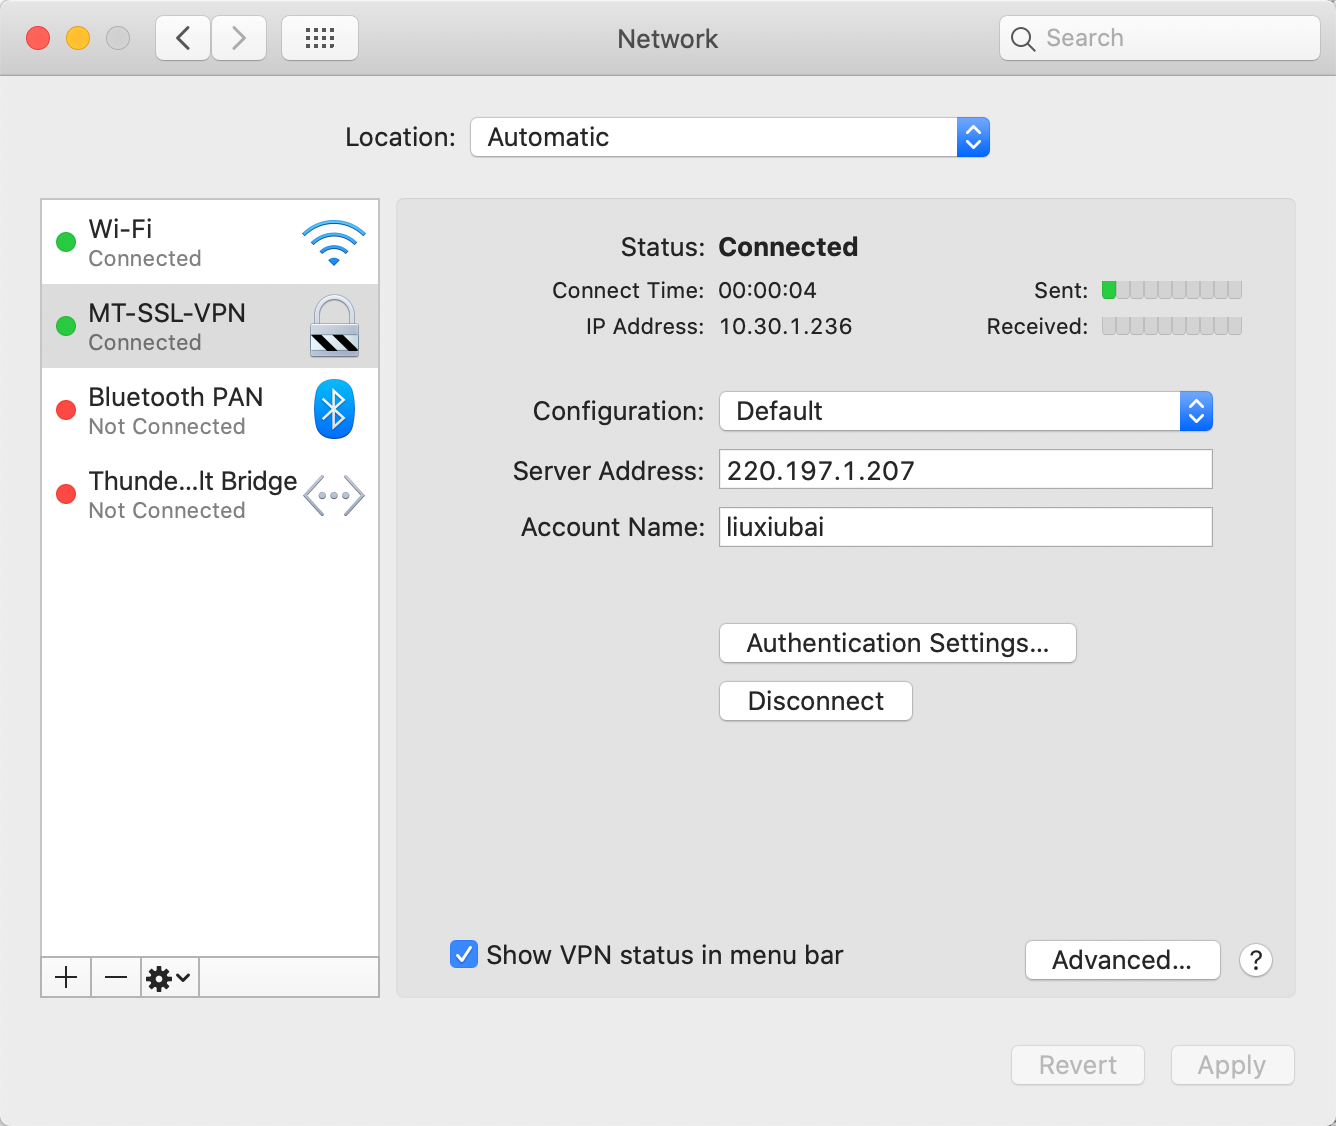 Network
Search
Location: Automatic
Wi-Fi
Connected
MT-SSL-VPN
Connected
Bluetooth PAN
Not Connected
Thunde...lt Bridge
Not Connected
Status: Connected
Connect Time: 00:00:04 Sent:
IP Address: 10.30.1.236 Received:
Configuration: Default
Server Address: 220.197.1.207
Account Name: liuxiubai
Authentication Settings...
Disconnect
Show VPN status in menu bar
Advanced... ?
Revert Apply